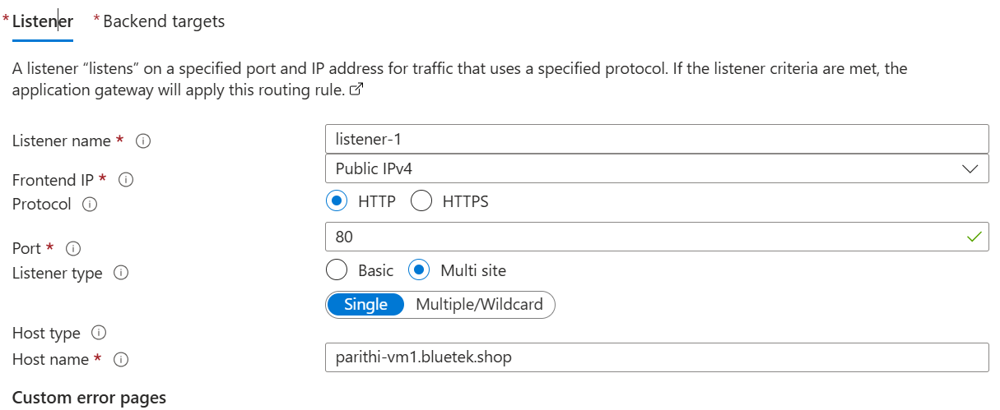 * Listener * Backend targets
A listener “listens” on a specified port and IP address for traffic that uses a specified protocol. If the listener criteria are met, the
application gateway will apply this routing rule.
Listener name * listener-1
Frontend IP * Public IPv4
Protocol HTTP HTTPS
Port * 80
Listener type Basic Multi site
Single Multiple/Wildcard
Host type
Host name * parithi-vm1.bluetek.shop
Custom error pages